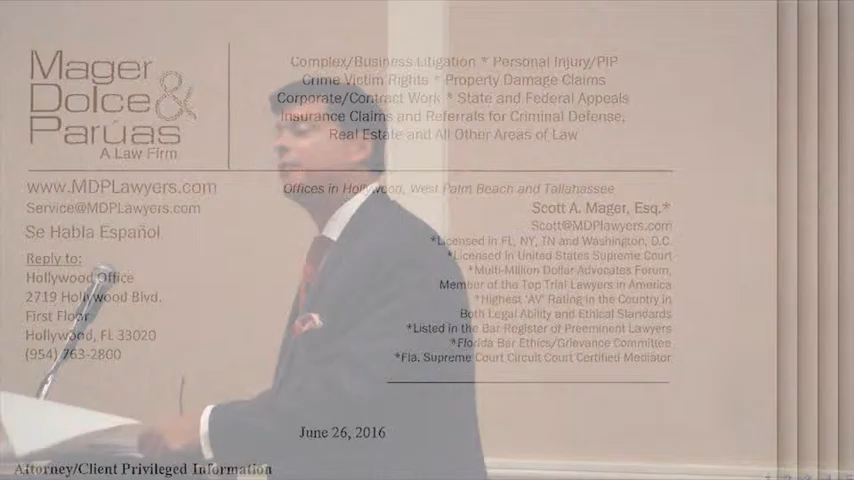 Mager
Dolce &
Parúas
A Law Firm
Complex/Business Litigation * Personal Injury/PIP
Crime Victim Rights * Property Damage Claims
Corporate/Contract Work * State and Federal Appeals
Insurance Claims and Referrals for Criminal Defense,
Real Estate and All Other Areas of Law
www.MDPLawyers.com
Service@MDPLawyers.com
Se Habla Español
Reply to:
Hollywood Office
2719 Hollywood Blvd.
First Floor
Hollywood, FL 33020
(954) 763-2800
Offices in Hollywood, West Palm Beach and Tallahassee
Scott A. Mager, Esq.*
Scott@MDPlawyers.com
*Licensed in FL, NY, TN and Washington, D.C.
*Licensed in United States Supreme Court
*Multi-Million Dollar Advocates Forum,
Member of the Top Trial Lawyers in America
*Highest 'AV' Rating in the Country in
Both Legal Ability and Ethical Standards
*Listed in the Bar Register of Preeminent Lawyers
*Florida Bar Ethics/Grievance Committee
*Fla. Supreme Court Circuit Court Certified Mediator
June 26, 2016
Attorney/Client Privileged Information